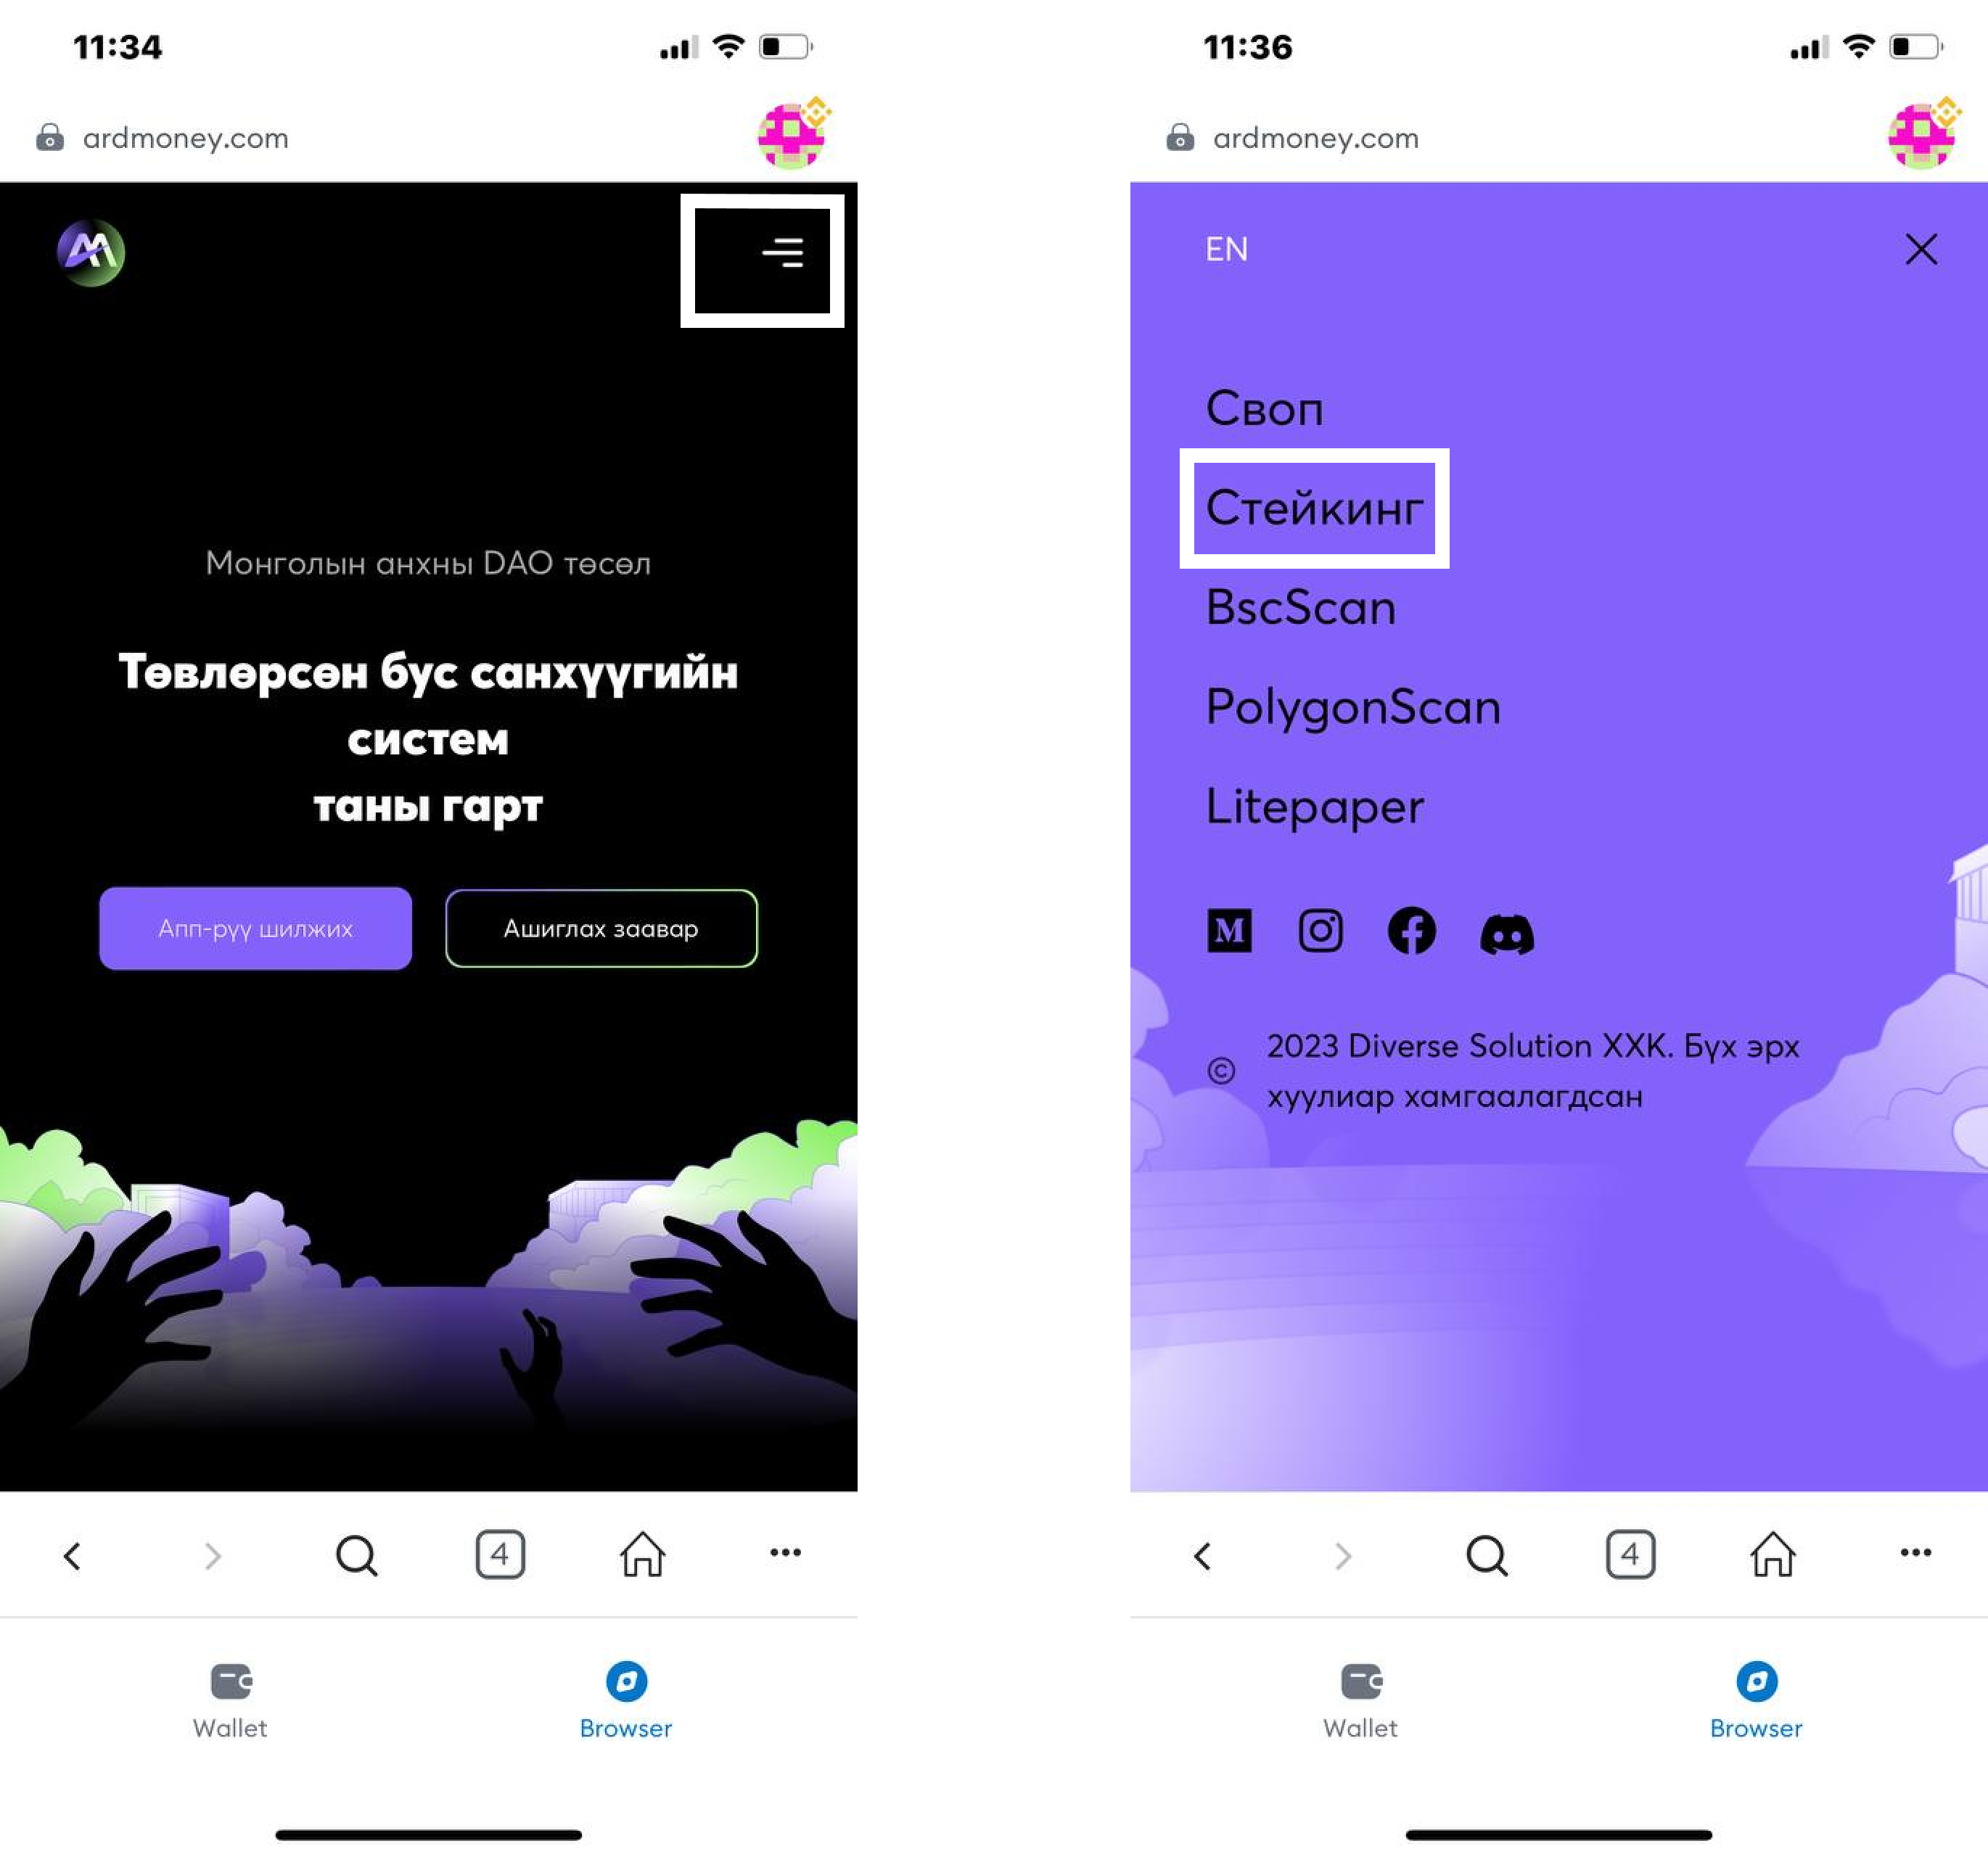 11:34
ardmoney.com
Монголын анхны DAO төсөл
Төвлөрсөн бус санхүүгийн
систем
таны гарт
Апп-рүү шилжих
Ашиглах заавар
4
Wallet
Browser
11:36
ardmoney.com
EN
Своп
Стейкинг
BscScan
PolygonScan
Litepaper
© 2023 Diverse Solution ХХК. Бүх эрх
хуулиар хамгаалагдсан
4
Wallet
Browser